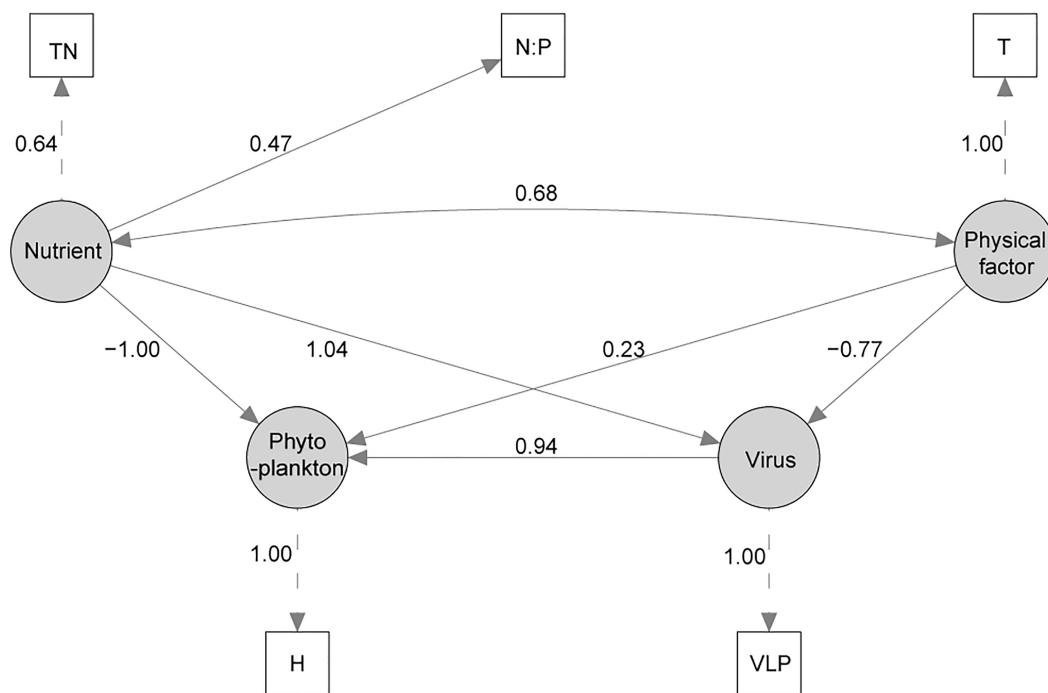 TN
N:P
T
0.64
0.47
1.00
0.68
Nutrient
Physical
factor
−1.00
1.04
0.23
−0.77
Phyto
-plankton
0.94
Virus
1.00
1.00
H
VLP